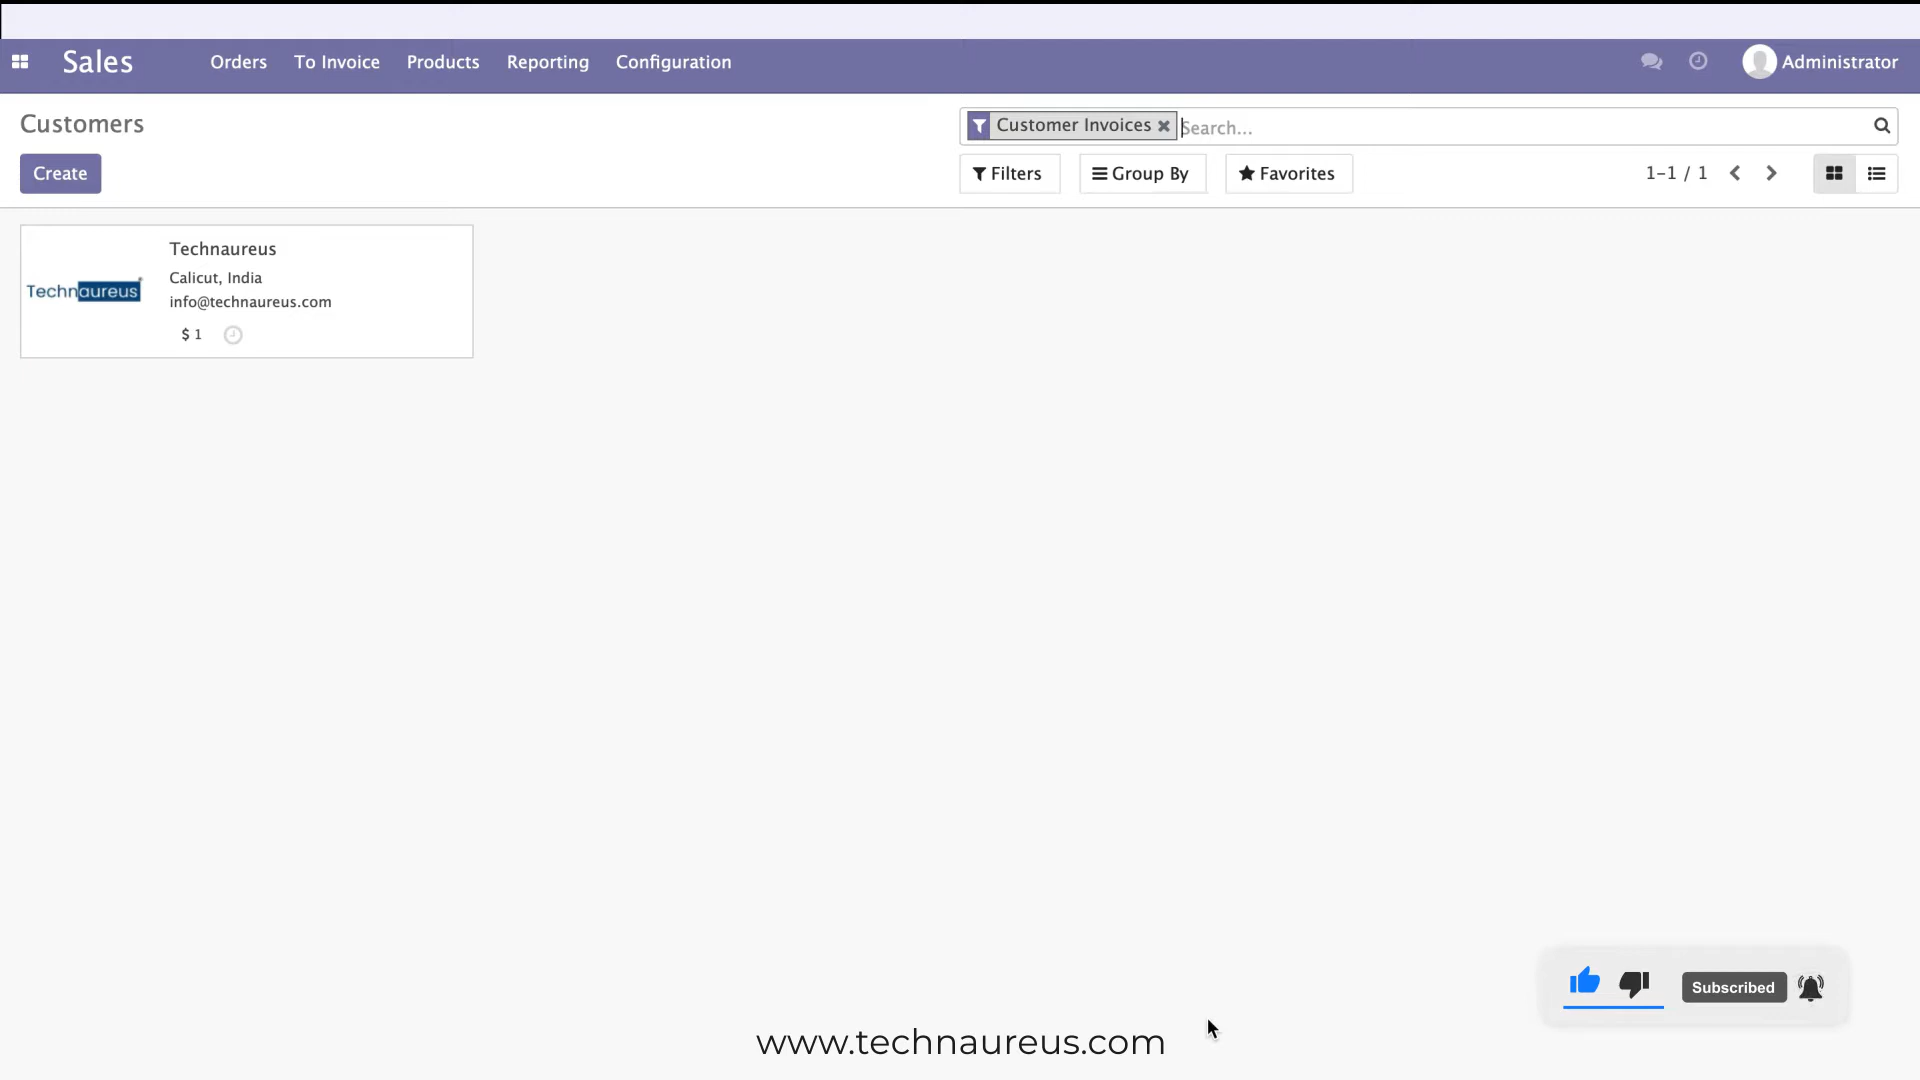 Sales Orders To Invoice Products Reporting Configuration Administrator
Customers
Customer Invoices Search...
Create
Filters Group By Favorites 1-1 / 1
Technaureus
Calicut, India
Technaureus
info@technaureus.com
$ 1
Subscribed
www.technaureus.com